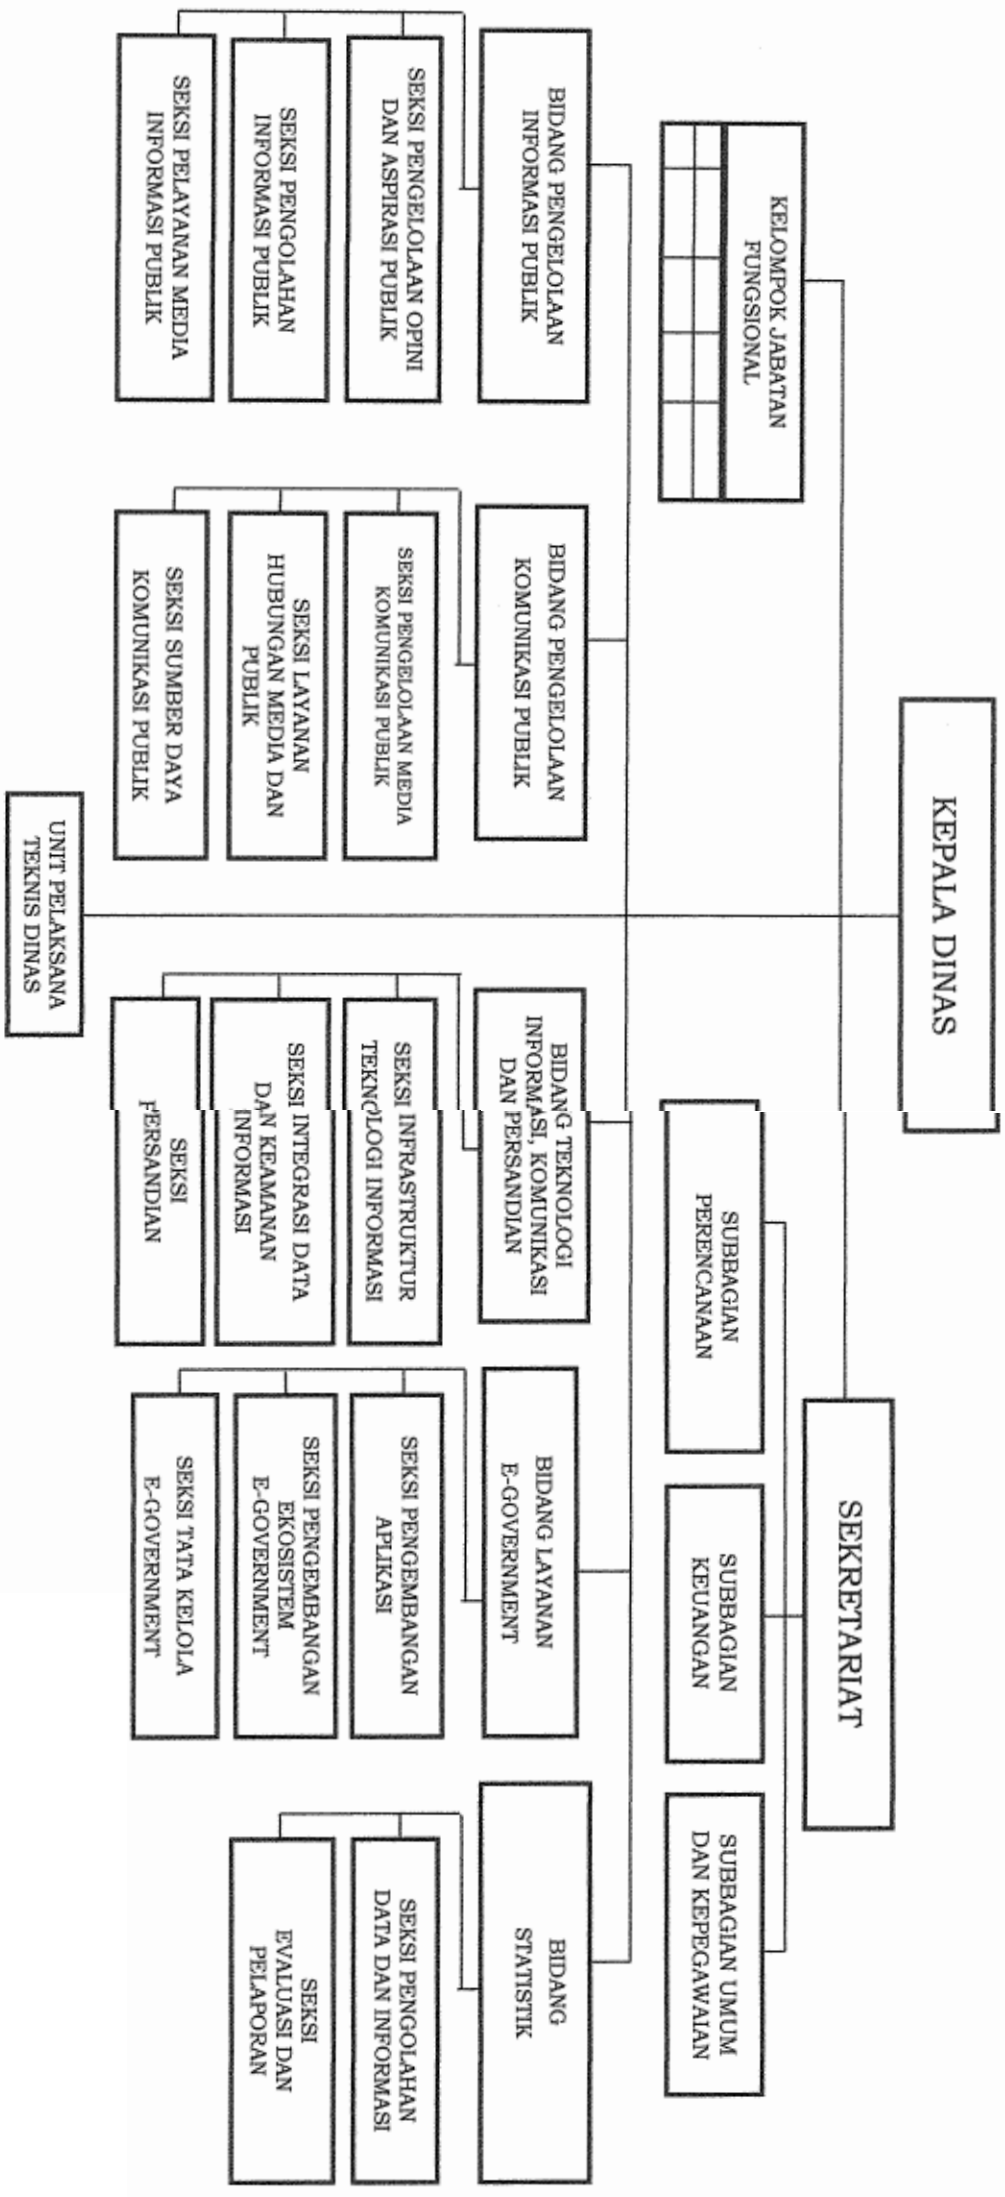 KEPALA DINAS
KELOMPOK JABATAN
FUNGSIONAL
SEKRETARIAT
SUBBAGIAN
PERENCANAAN
SUBBAGIAN
KEUANGAN
SUBBAGIAN UMUM
DAN KEPEGAWAIAN
BIDANG PENGELOLAAN
INFORMASI PUBLIK
SEKSI PENGELOLAAN OPINI
DAN ASPIRASI PUBLIK
SEKSI PENGOLAHAN
INFORMASI PUBLIK
SEKSI PELAYANAN MEDIA
INFORMASI PUBLIK
BIDANG PENGELOLAAN
KOMUNIKASI PUBLIK
SEKSI PENGELOLAAN MEDIA
KOMUNIKASI PUBLIK
SEKSI LAYANAN
HUBUNGAN MEDIA DAN
PUBLIK
SEKSI SUMBER DAYA
KOMUNIKASI PUBLIK
BIDANG TEKNOLOGI
INFORMASI, KOMUNIKASI
DAN PERSANDIAN
SEKSI INFRASTRUKTUR
TEKNOLOGI INFORMASI
SEKSI INTEGRASI DATA
DAN KEAMANAN
INFORMASI
SEKSI
PERSANDIAN
BIDANG LAYANAN
E-GOVERNMENT
SEKSI PENGEMBANGAN
APLIKASI
SEKSI PENGEMBANGAN
EKOSISTEM
E-GOVERNMENT
SEKSI TATA KELOLA
E-GOVERNMENT
BIDANG
STATISTIK
SEKSI PENGOLAHAN
DATA DAN INFORMASI
SEKSI
EVALUASI DAN
PELAPORAN
UNIT PELAKSANA
TEKNIS DINAS